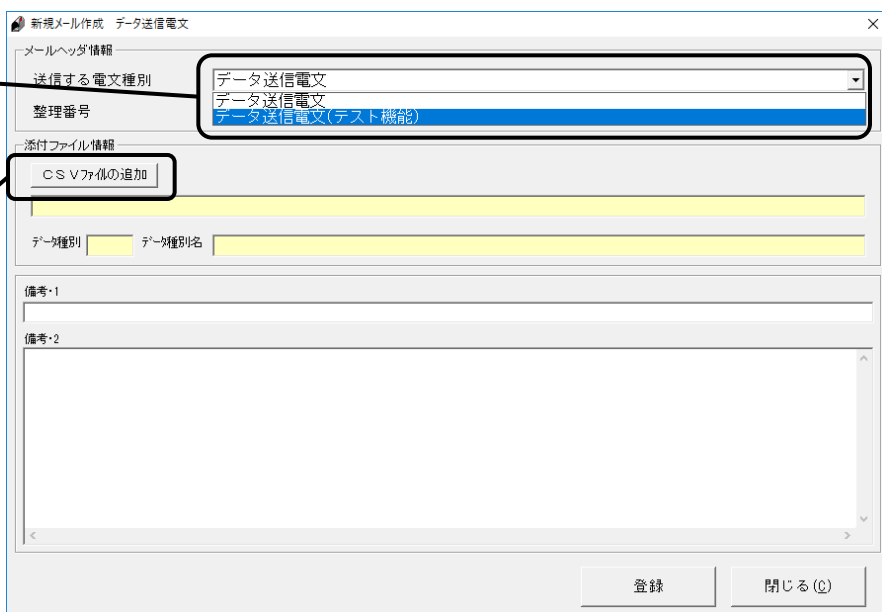 新規メール作成 データ送信電文
メールヘッダ情報
送信する電文種別 データ送信電文
データ送信電文
整理番号 データ送信電文(テスト機能)
添付ファイル情報
ＣＳＶﾌｧｲﾙの追加
ﾃﾞｰﾀ種別 ﾃﾞｰﾀ種別名
備考・1
備考・2
登録 閉じる(C)